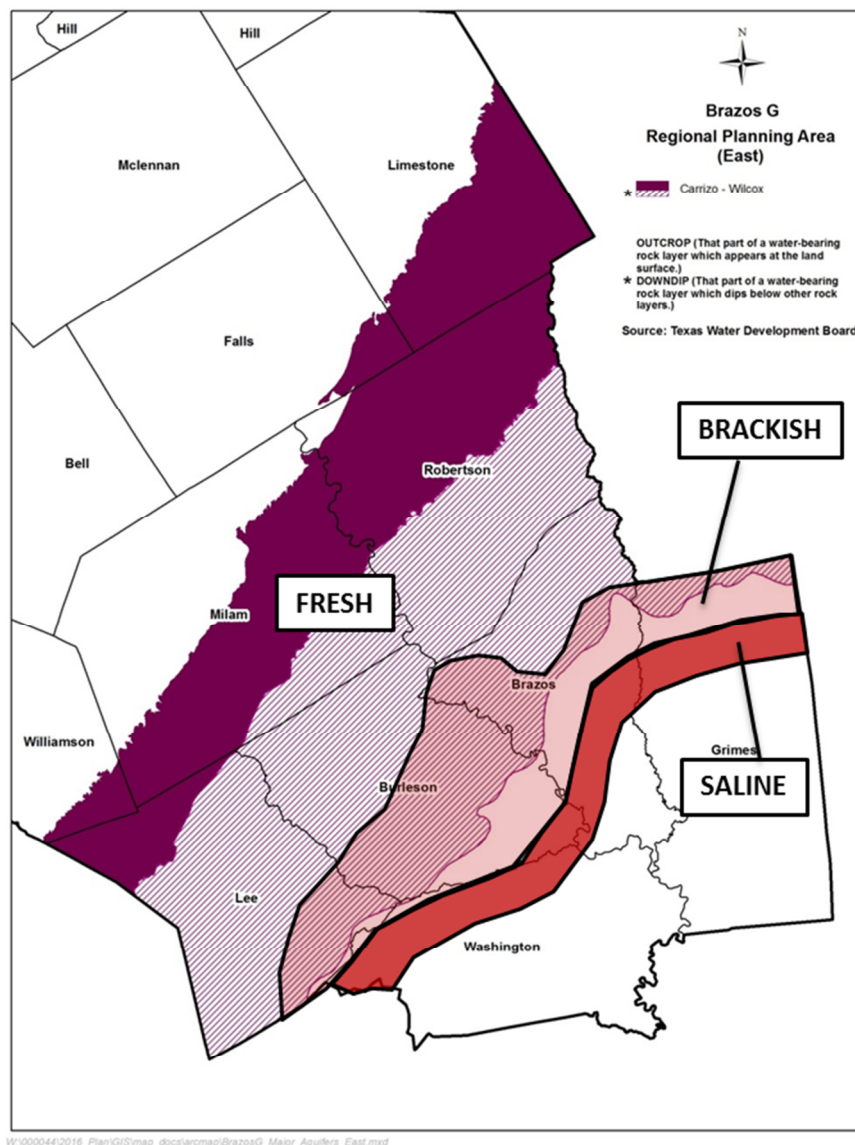 Hill
Hill
N
Brazos G
Regional Planning Area
(East)
Mclennan
Limestone
* Carrizo - Wilcox
OUTCROP (That part of a water-bearing
rock layer which appears at the land
surface.)
* DOWNDIP (That part of a water-bearing
rock layer which dips below other rock
layers.)
Source: Texas Water Development Board
Falls
BRACKISH
Bell
Robertson
FRESH
Milam
Brazos
Williamson
Grimes
Burleson
SALINE
Lee
Washington
W:\000044\2016_Plan\GIS\map_docs\arcmap\BrazosG_Major_Aquifers_East.mxd